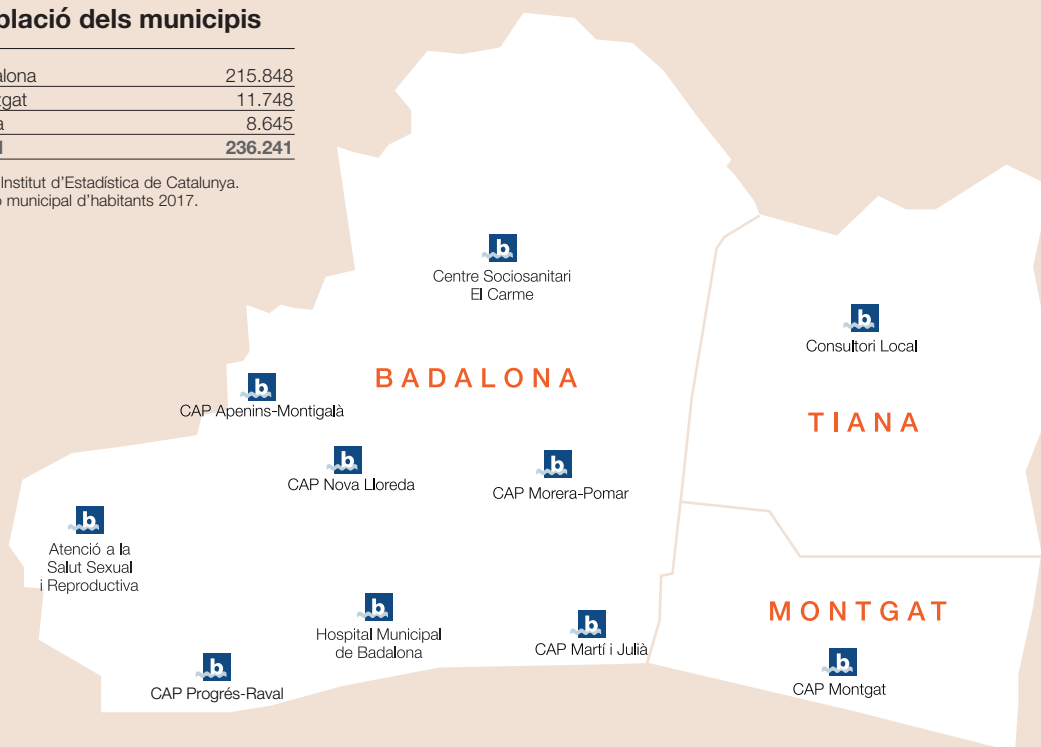 blació dels municipis
alona 215.848
tgat 11.748
a 8.645
l 236.241
Institut d'Estadística de Catalunya.
municipal d'habitants 2017.
b
Centre Sociosanitari
El Carme
b
Consultori Local
BADALONA
b
CAP Apenins-Montigalà
TIANA
b
CAP Nova Lloreda
b
CAP Morera-Pomar
b
Atenció a la
Salut Sexual
i Reproductiva
b
Hospital Municipal
de Badalona
b
CAP Martí i Julià
MONTGAT
b
CAP Progrés-Raval
b
CAP Montgat